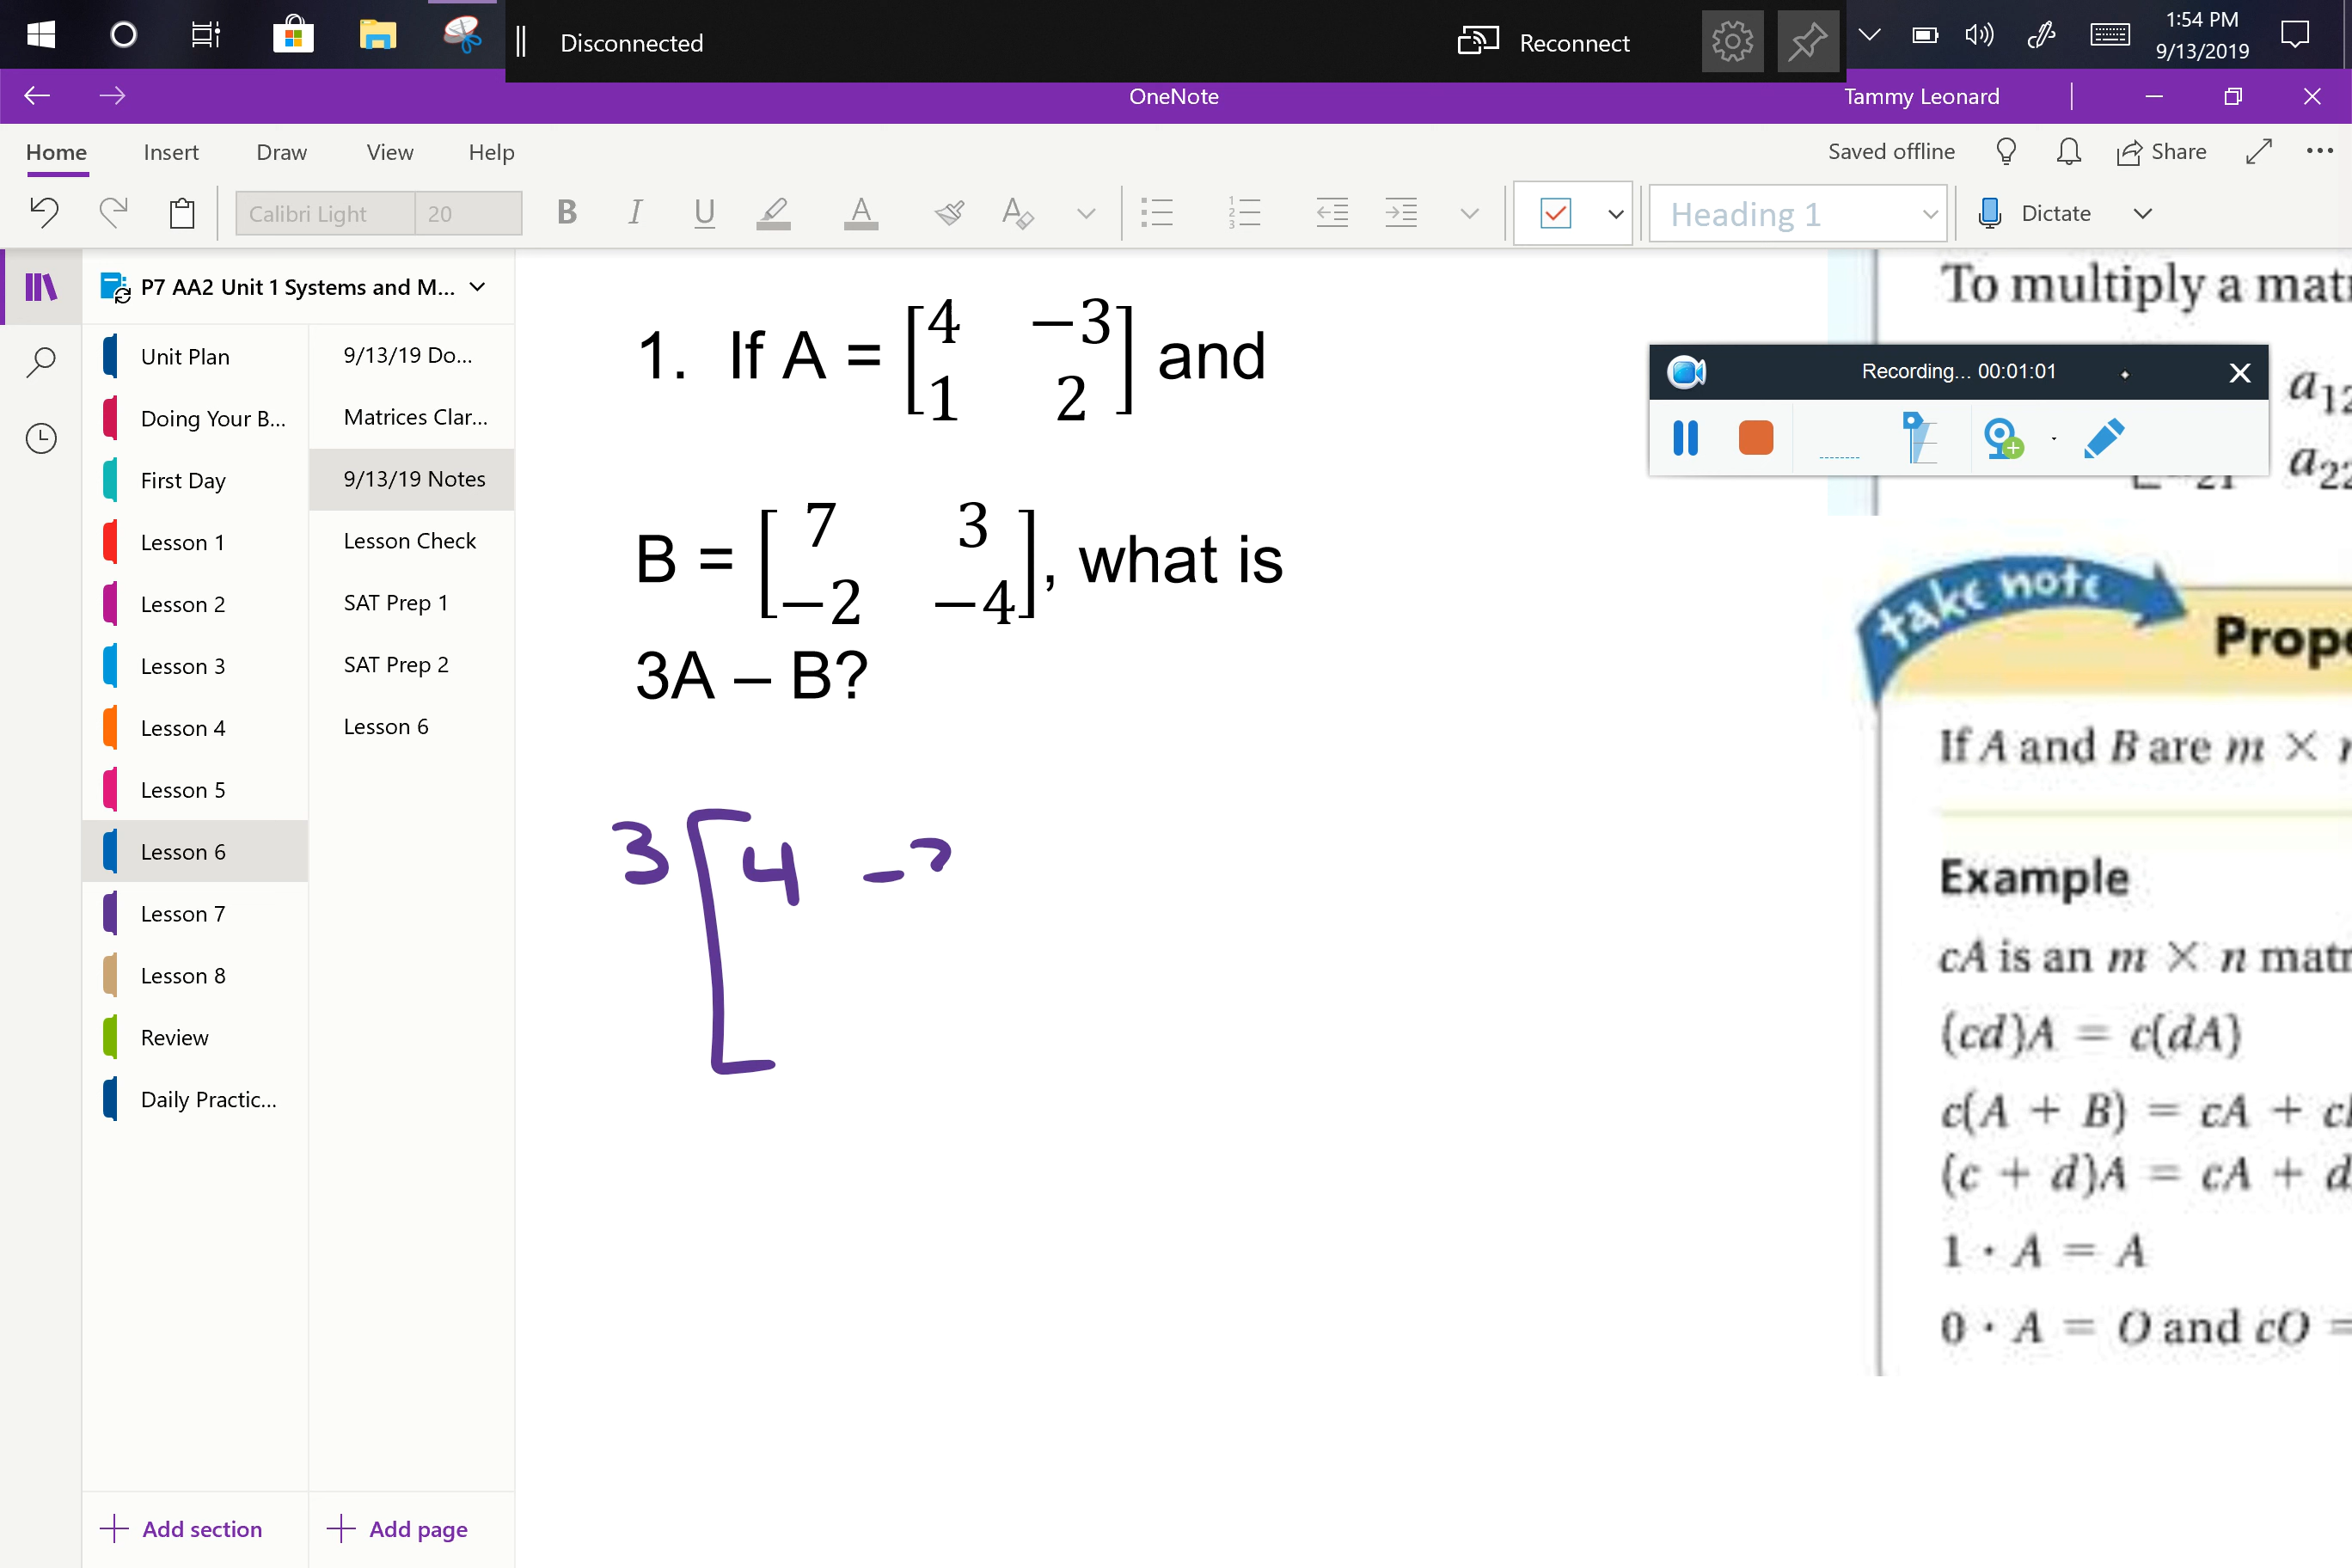 Disconnected
Reconnect
1:54 PM
9/13/2019
OneNote
Tammy Leonard
Home Insert Draw View Help
Saved offline
Share
Calibri Light 20
B I U A A
Heading 1
Dictate
P7 AA2 Unit 1 Systems and M...
Unit Plan
Doing Your B...
First Day
Lesson 1
Lesson 2
Lesson 3
Lesson 4
Lesson 5
Lesson 6
Lesson 7
Lesson 8
Review
Daily Practic...
Add section
9/13/19 Do...
Matrices Clar...
9/13/19 Notes
Lesson Check
SAT Prep 1
SAT Prep 2
Lesson 6
Add page
1. If A = [4 −3
1 2] and
B = [7 3
−2 −4], what is
3A – B?
3 [4 −
To multiply a
Recording... 00:01:01
a12
a22
take note
If A and B are m ×
Example
cA is an m × n
(cd)A = c(dA)
c(A + B) = cA +
(c + d)A = cA +
1 · A = A
0 · A = O and cO =